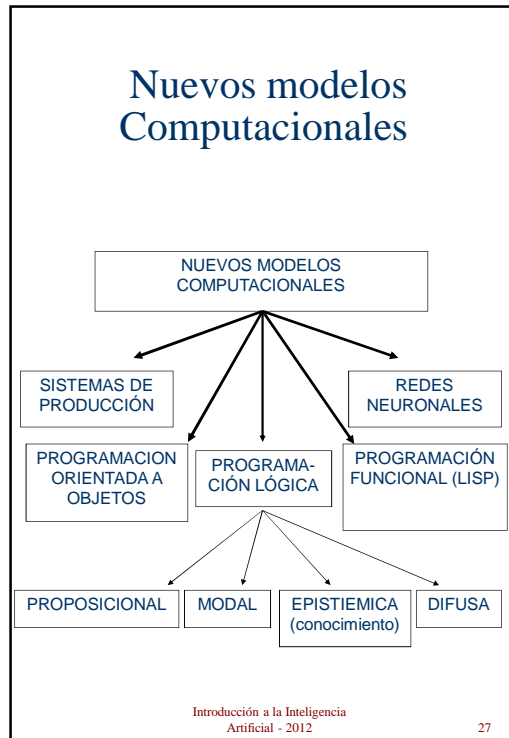 Nuevos modelos
Computacionales
NUEVOS MODELOS
COMPUTACIONALES
SISTEMAS DE
PRODUCCIÓN
REDES
NEURONALES
PROGRAMACION
ORIENTADA A
OBJETOS
PROGRAMA-
CIÓN LÓGICA
PROGRAMACIÓN
FUNCIONAL (LISP)
PROPOSICIONAL
MODAL
EPISTIEMICA
(conocimiento)
DIFUSA
Introducción a la Inteligencia
Artificial - 2012
27